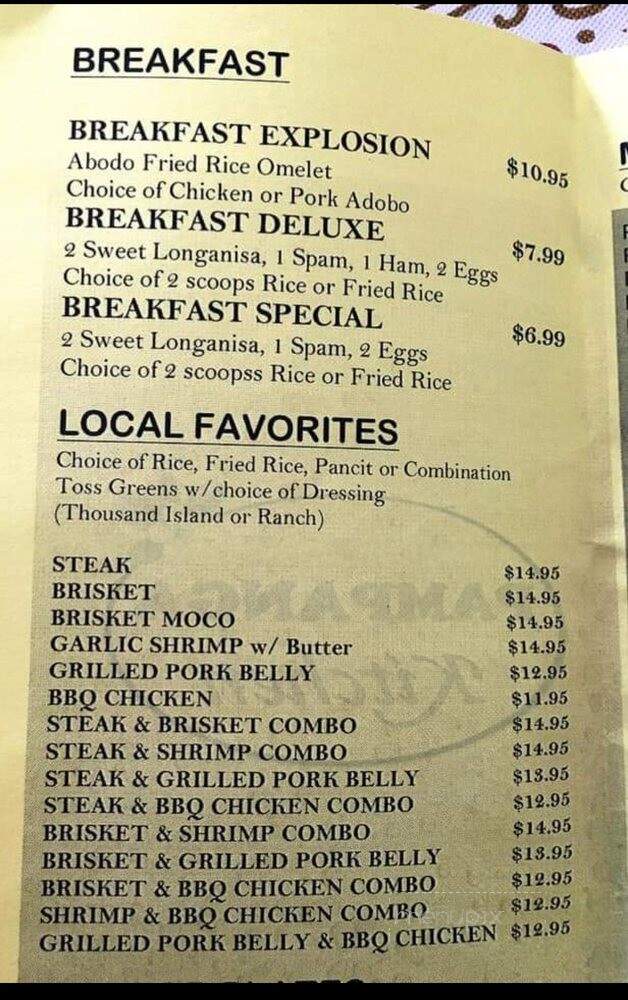 BREAKFAST
BREAKFAST EXPLOSION
Abodo Fried Rice Omelet $10.95
Choice of Chicken or Pork Adobo
BREAKFAST DELUXE
2 Sweet Longanisa, 1 Spam, 1 Ham, 2 Eggs $7.99
Choice of 2 scoops Rice or Fried Rice
BREAKFAST SPECIAL
2 Sweet Longanisa, 1 Spam, 2 Eggs $6.99
Choice of 2 scoopss Rice or Fried Rice
LOCAL FAVORITES
Choice of Rice, Fried Rice, Pancit or Combination
Toss Greens w/choice of Dressing
(Thousand Island or Ranch)
STEAK $14.95
BRISKET $14.95
BRISKET MOCO $14.95
GARLIC SHRIMP w/ Butter $14.95
GRILLED PORK BELLY $12.95
BBQ CHICKEN $11.95
STEAK & BRISKET COMBO $14.95
STEAK & SHRIMP COMBO $14.95
STEAK & GRILLED PORK BELLY $13.95
STEAK & BBQ CHICKEN COMBO $12.95
BRISKET & SHRIMP COMBO $14.95
BRISKET & GRILLED PORK BELLY $13.95
BRISKET & BBQ CHICKEN COMBO $12.95
SHRIMP & BBQ CHICKEN COMBO $12.95
GRILLED PORK BELLY & BBQ CHICKEN $12.95